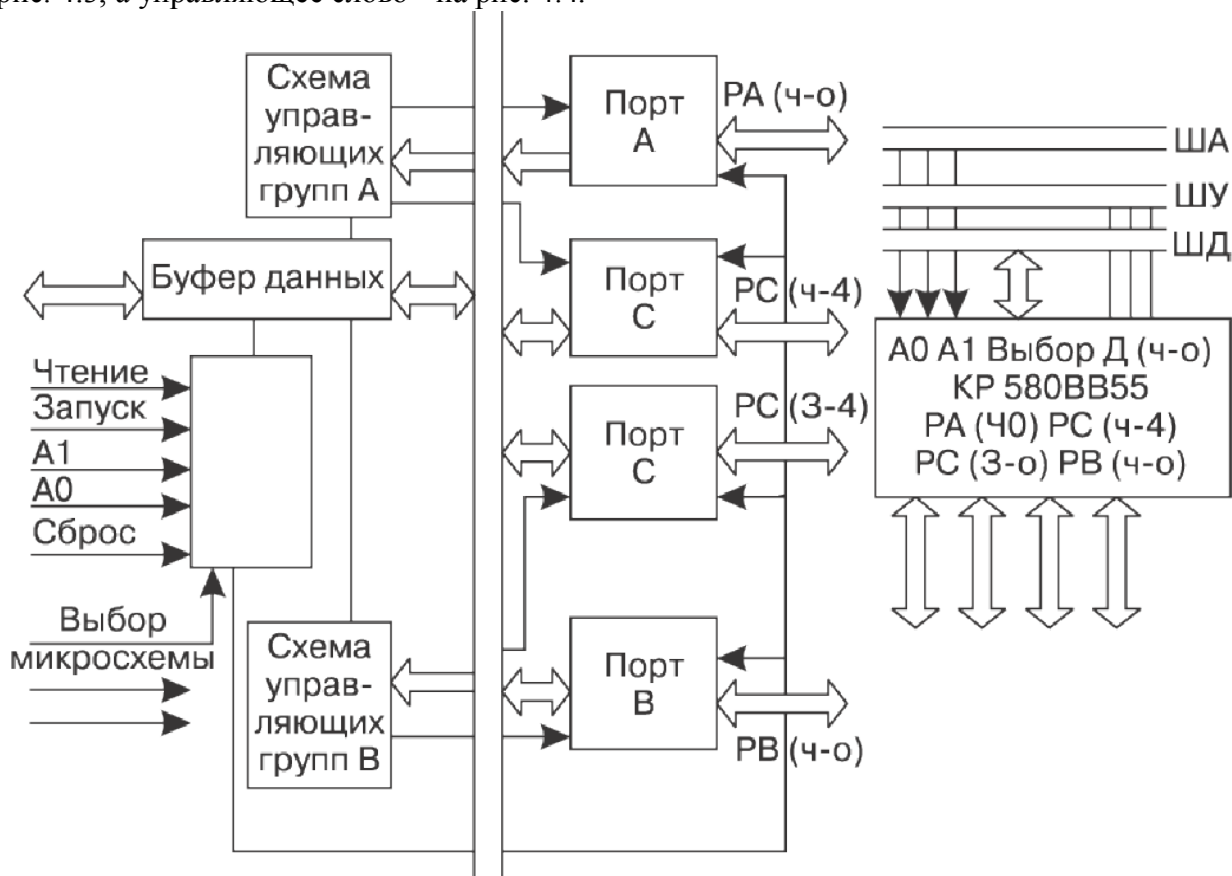 рис. 4.3, а управляющее слово - на рис. 4.4.
Схема
управ-
ляющих
групп А
Порт
А
РА (ч-о)
ША
ШУ
ШД
Буфер данных
Порт
С
РС (ч-4)
А0 А1 Выбор Д (ч-о)
КР 580ВВ55
РА (Ч0) РС (ч-4)
РС (З-о) РВ (ч-о)
Чтение
Запуск
А1
А0
Сброс
Порт
С
РС (З-4)
Выбор
микросхемы
Схема
управ-
ляющих
групп В
Порт
В
РВ (ч-о)